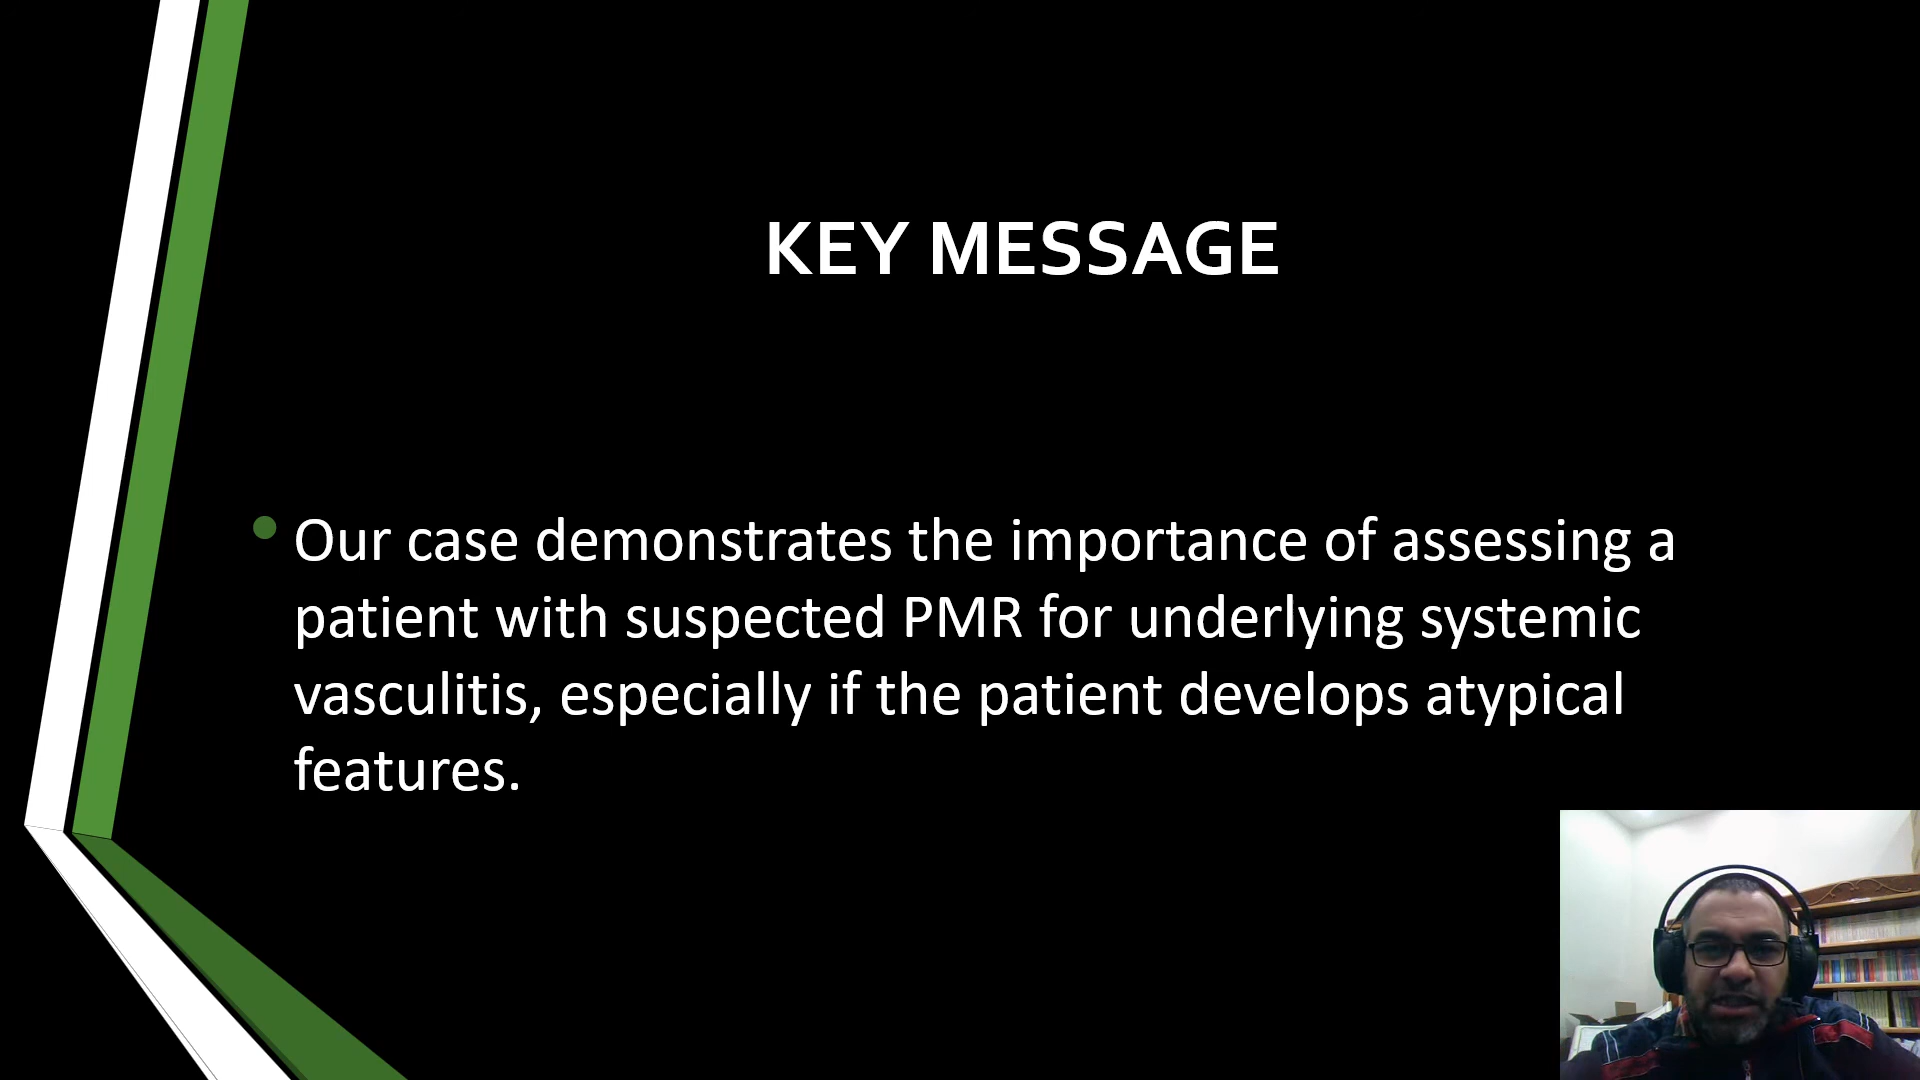 KEY MESSAGE
Our case demonstrates the importance of assessing a
patient with suspected PMR for underlying systemic
vasculitis, especially if the patient develops atypical
features.